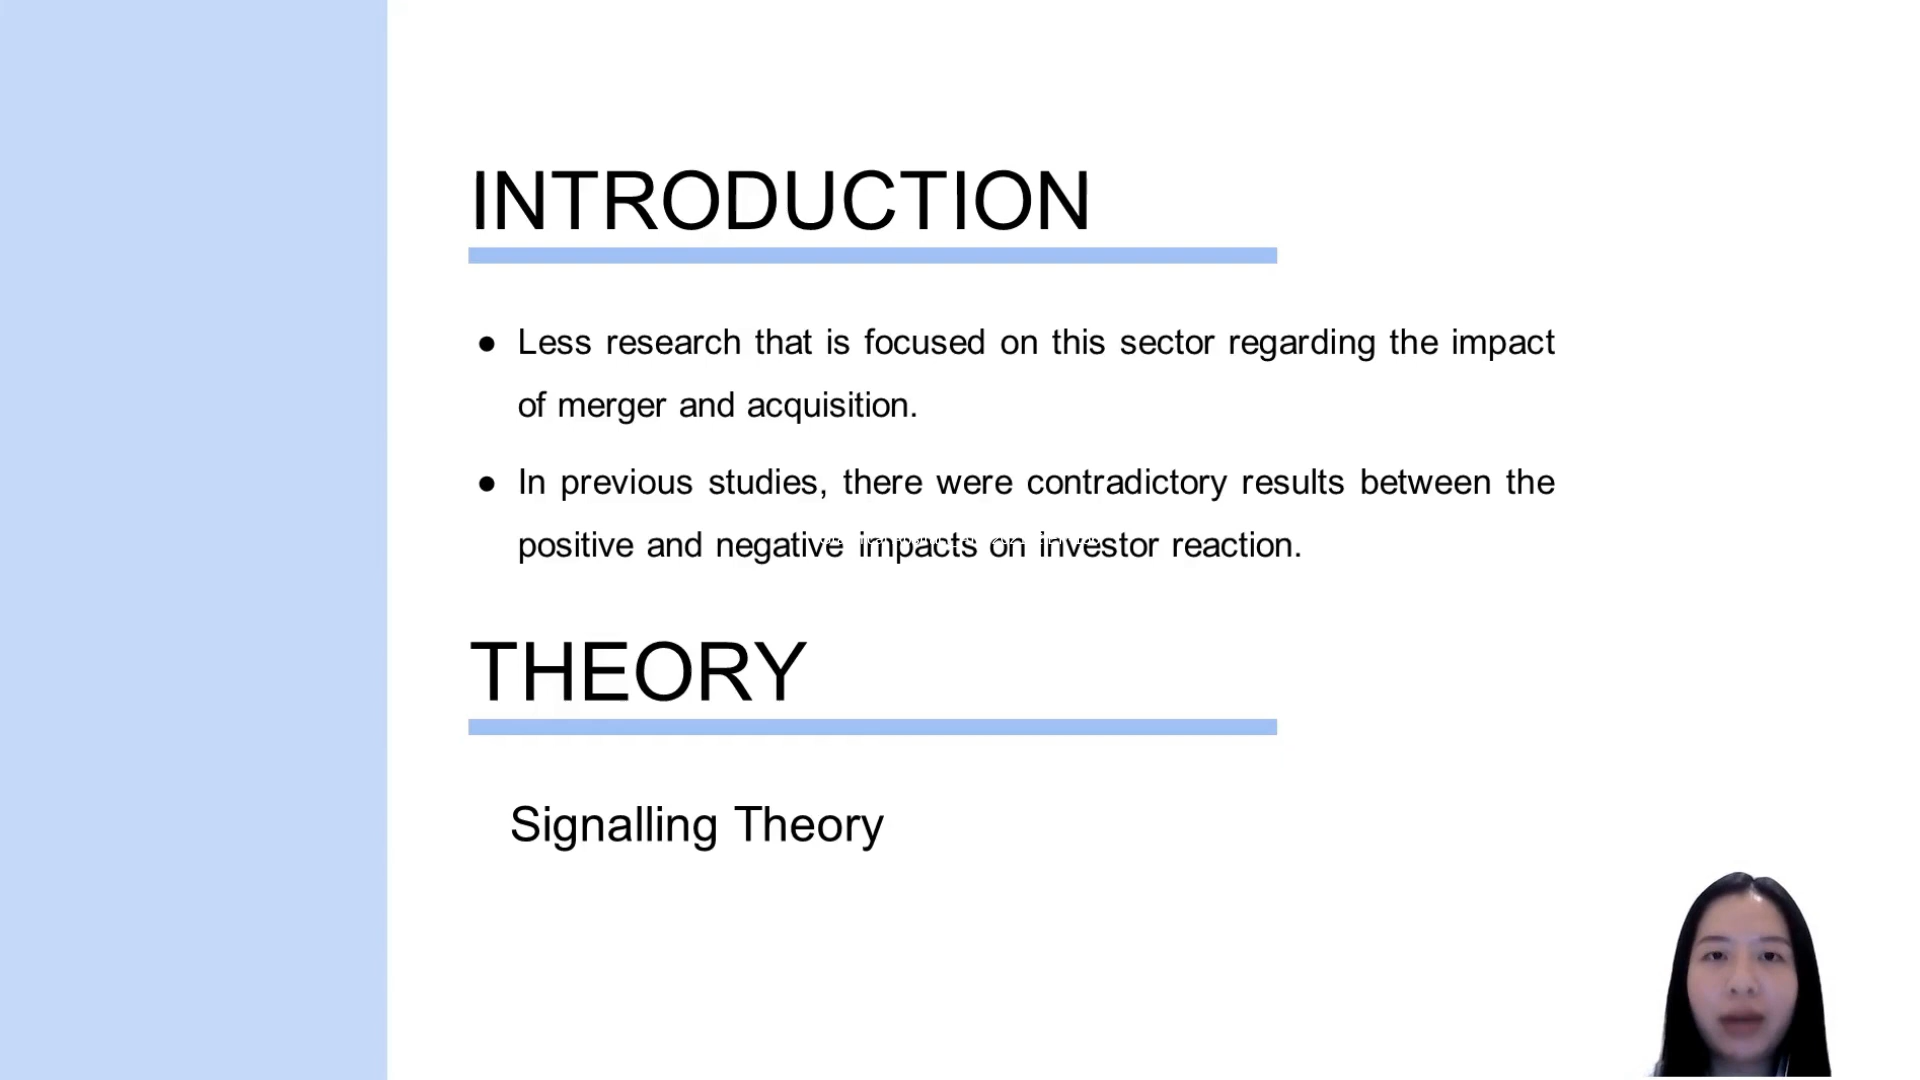 INTRODUCTION
● Less research that is focused on this sector regarding the impact
of merger and acquisition.
● In previous studies, there were contradictory results between the
positive and negative impacts on investor reaction.
THEORY
Signalling Theory